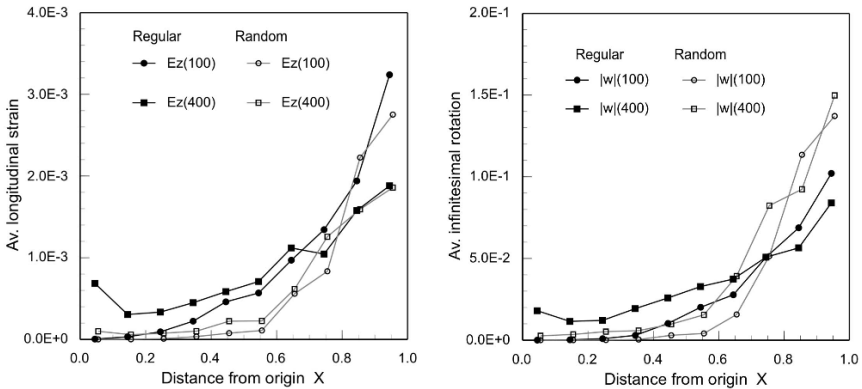 4.0E-3
3.0E-3
2.0E-3
1.0E-3
0.0E+0
Av. longitudinal strain
Regular Random
Ez(100) Ez(100)
Ez(400) Ez(400)
0.0 0.2 0.4 0.6 0.8 1.0
Distance from origin X
2.0E-1
1.5E-1
1.0E-1
5.0E-2
0.0E+0
Av. infinitesimal rotation
Regular Random
|w|(100) |w|(100)
|w|(400) |w|(400)
0.0 0.2 0.4 0.6 0.8 1.0
Distance from origin X